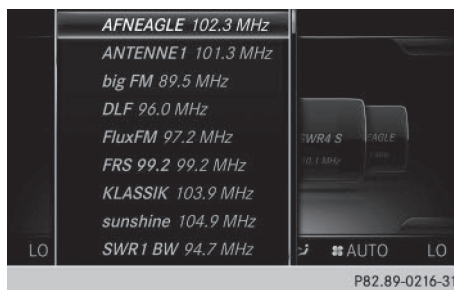 AFNEAGLE 102.3 MHz
ANTENNE1 101.3 MHz
big FM 89.5 MHz
DLF 96.0 MHz
FluxFM 97.2 MHz
SWR4 S EAGLE
FRS 99.2 99.2 MHz
KLASSIK 103.9 MHz
sunshine 104.9 MHz
SWR1 BW 94.7 MHz
LO AUTO LO
P82.89-0216-31